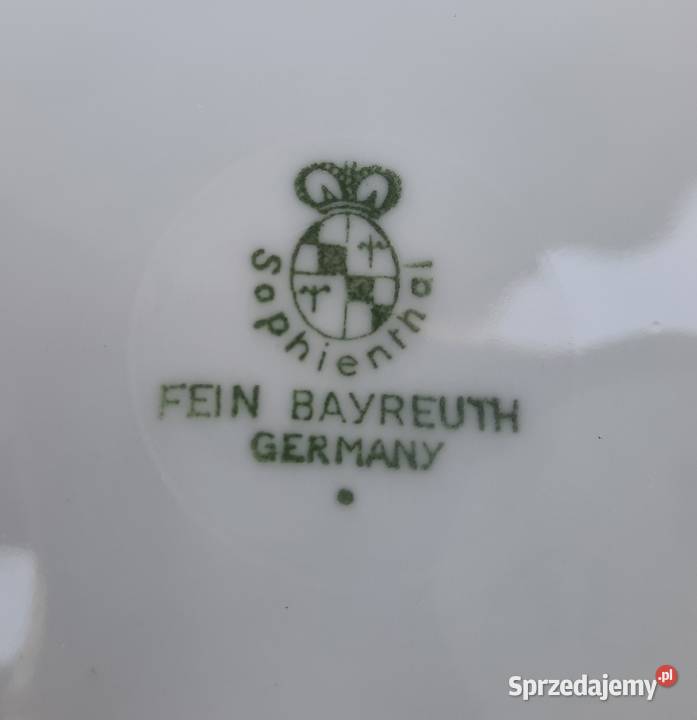 Sophienthal
FEIN BAYREUTH
GERMANY
Sprzedajemy.pl